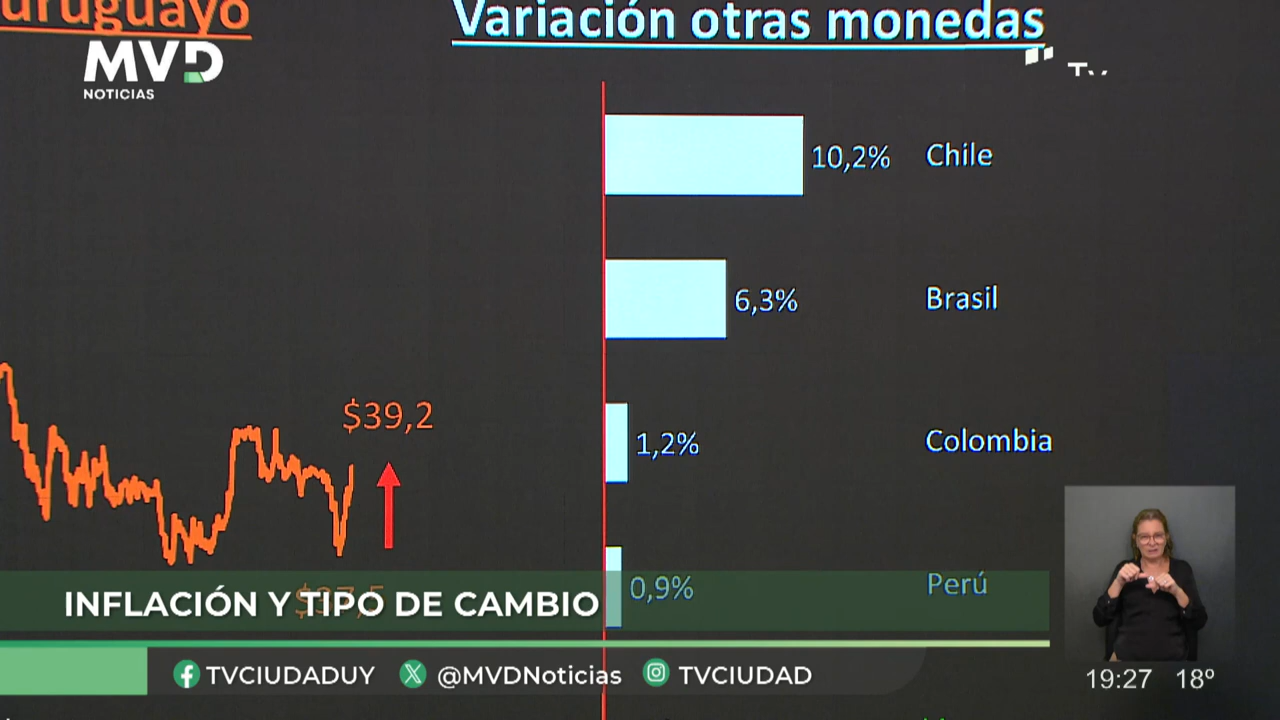 uruguayo
Variación otras monedas
MVD
NOTICIAS
10,2% Chile
6,3% Brasil
$39,2
1,2% Colombia
0,9% Perú
INFLACIÓN Y TIPO DE CAMBIO
TVCIUDADUY @MVDNoticias TVCIUDAD
19:27 18º